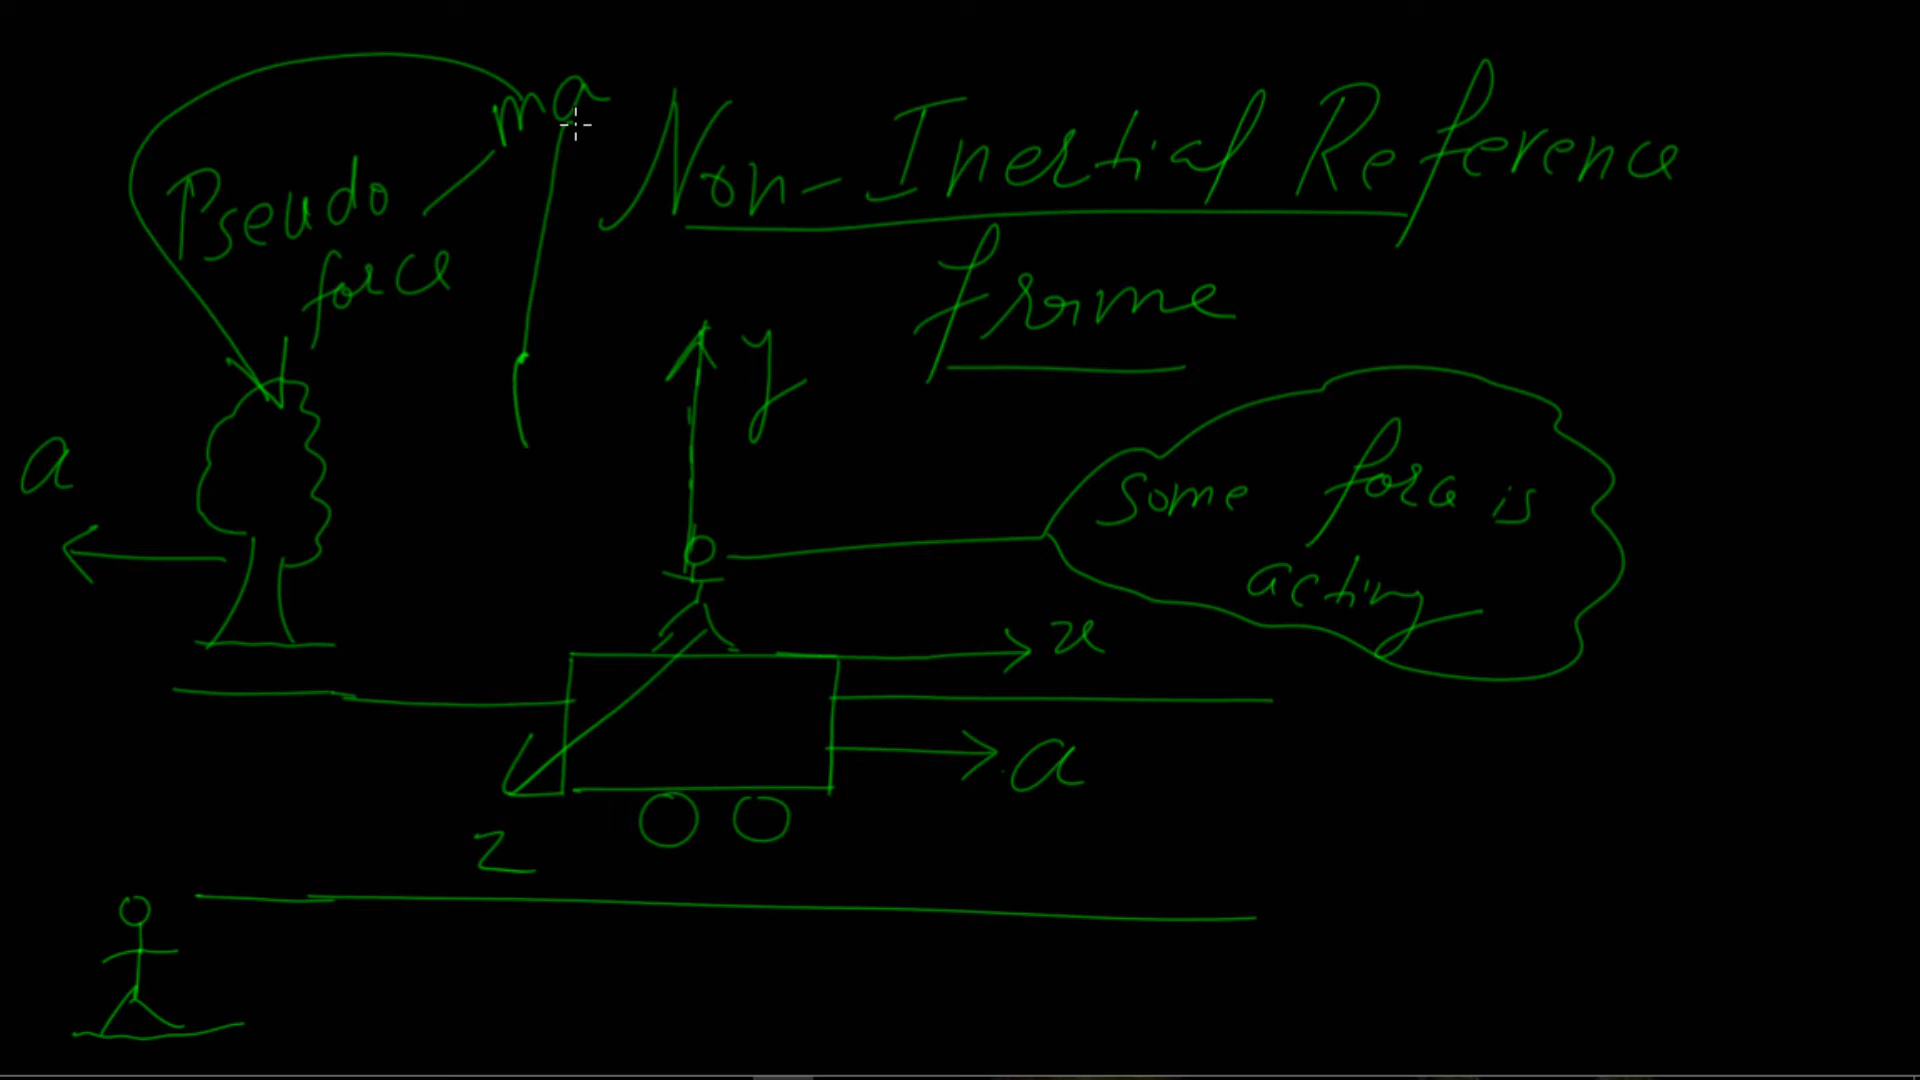 ma
Non-Inertial Reference
frame
Pseudo
force
y
a
Some force is
acting
x
a
z